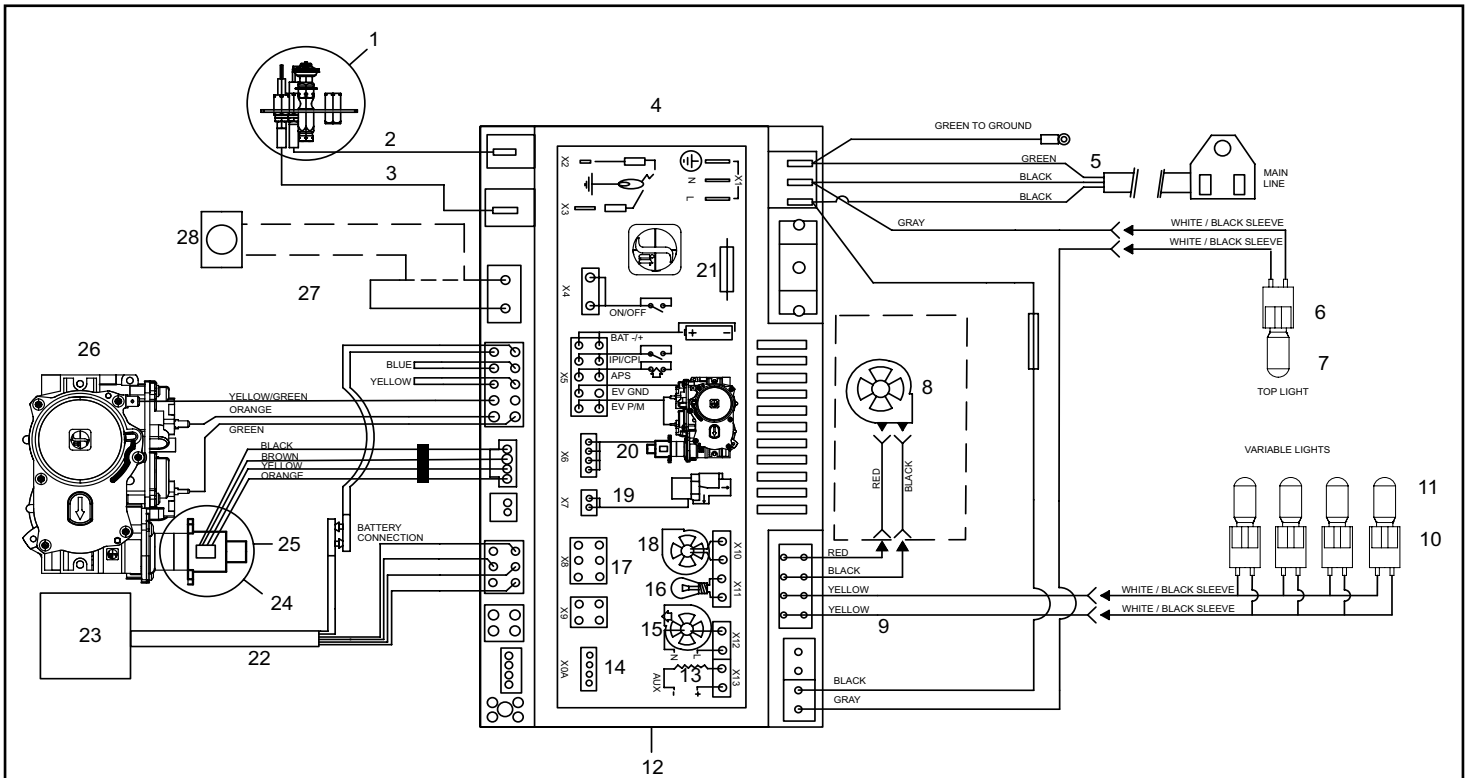 1
4
GREEN TO GROUND
2
GREEN
5
BLACK
MAIN
LINE
3
BLACK
X2
X3
N
L
X1
GRAY
WHITE / BLACK SLEEVE
WHITE / BLACK SLEEVE
28
27
X4
21
ON/OFF
6
7
TOP LIGHT
26
BAT -/+
+ -
BLUE
IPI/CPI
YELLOW
X5
APS
EV GND
EV P/M
8
YELLOW/GREEN
ORANGE
GREEN
BLACK
BROWN
YELLOW
ORANGE
X6
20
RED
BLACK
VARIABLE LIGHTS
11
10
X7
19
25
24
BATTERY
CONNECTION
18
X10
X8
17
16
X11
RED
BLACK
YELLOW
YELLOW
WHITE / BLACK SLEEVE
WHITE / BLACK SLEEVE
9
X9
15
N
L
X12
23
22
X0A
14
AUX
13
- +
X13
BLACK
GRAY
12